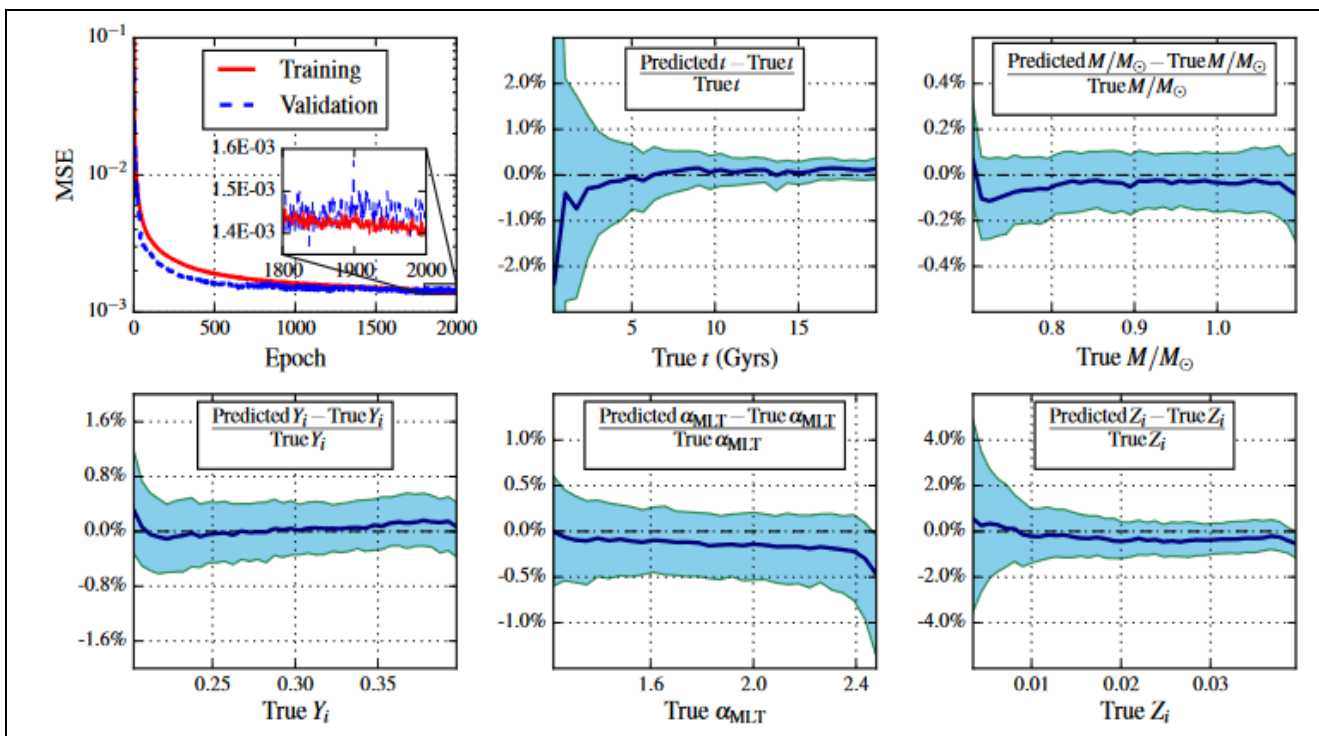 10⁻¹
10⁻²
10⁻³
MSE
Training
Validation
1.6E-03
1.5E-03
1.4E-03
1800 1900 2000
0 500 1000 1500 2000
Epoch
Predicted t − True t
True t
2.0%
1.0%
0.0%
-1.0%
-2.0%
5 10 15
True t (Gyrs)
Predicted M/M☉ − True M/M☉
True M/M☉
0.4%
0.2%
0.0%
-0.2%
-0.4%
0.8 0.9 1.0
True M/M☉
Predicted Yᵢ − True Yᵢ
True Yᵢ
1.6%
0.8%
0.0%
-0.8%
-1.6%
0.25 0.30 0.35
True Yᵢ
Predicted α_MLT − True α_MLT
True α_MLT
1.0%
0.5%
0.0%
-0.5%
-1.0%
1.6 2.0 2.4
True α_MLT
Predicted Zᵢ − True Zᵢ
True Zᵢ
4.0%
2.0%
0.0%
-2.0%
-4.0%
0.01 0.02 0.03
True Zᵢ